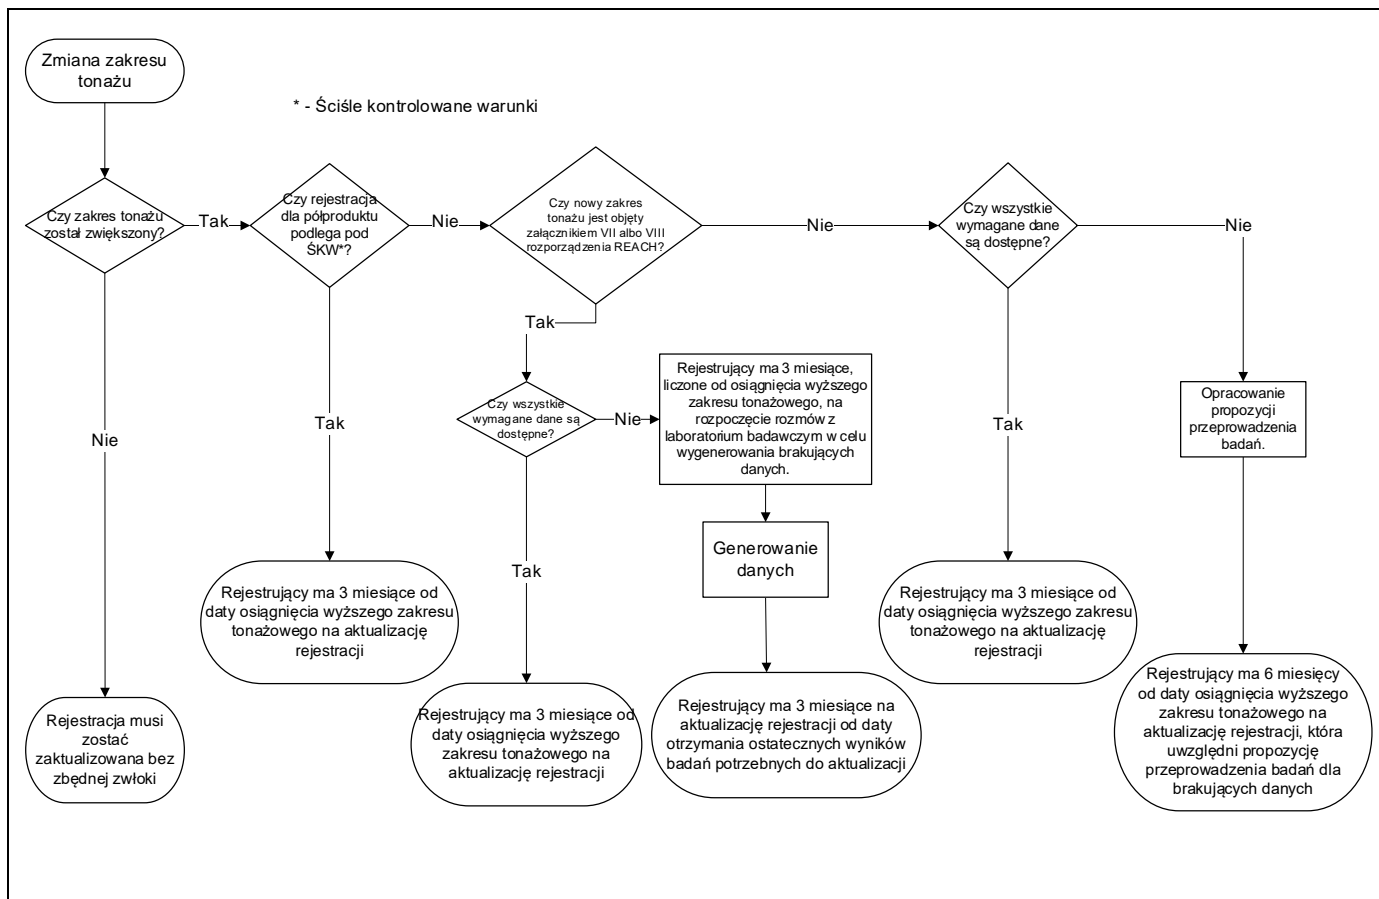 Zmiana zakresu
tonażu
* - Ściśle kontrolowane warunki
Czy zakres tonażu
został zwiększony?
Tak
Czy rejestracja
dla półproduktu
podlega pod
ŚKW*?
Nie
Czy nowy zakres
tonażu jest objęty
załącznikiem VII albo VIII
rozporządzenia REACH?
Nie
Czy wszystkie
wymagane dane
są dostępne?
Nie
Tak
Czy wszystkie
wymagane dane są
dostępne?
Nie
Rejestrujący ma 3 miesiące,
liczone od osiągnięcia wyższego
zakresu tonażowego, na
rozpoczęcie rozmów z
laboratorium badawczym w celu
wygenerowania brakujących
danych.
Opracowanie
propozycji
przeprowadzenia
badań.
Nie
Tak
Tak
Tak
Generowanie
danych
Rejestrujący ma 3 miesiące od
daty osiągnięcia wyższego zakresu
tonażowego na aktualizację
rejestracji
Rejestrujący ma 3 miesiące od
daty osiągnięcia wyższego zakresu
tonażowego na aktualizację
rejestracji
Rejestracja musi
zostać
zaktualizowana bez
zbędnej zwłoki
Rejestrujący ma 3 miesiące od
daty osiągnięcia wyższego
zakresu tonażowego na
aktualizację rejestracji
Rejestrujący ma 3 miesiące na
aktualizację rejestracji od daty
otrzymania ostatecznych wyników
badań potrzebnych do aktualizacji
Rejestrujący ma 6 miesięcy
od daty osiągnięcia wyższego
zakresu tonażowego na
aktualizację rejestracji, która
uwzględni propozycję
przeprowadzenia badań dla
brakujących danych